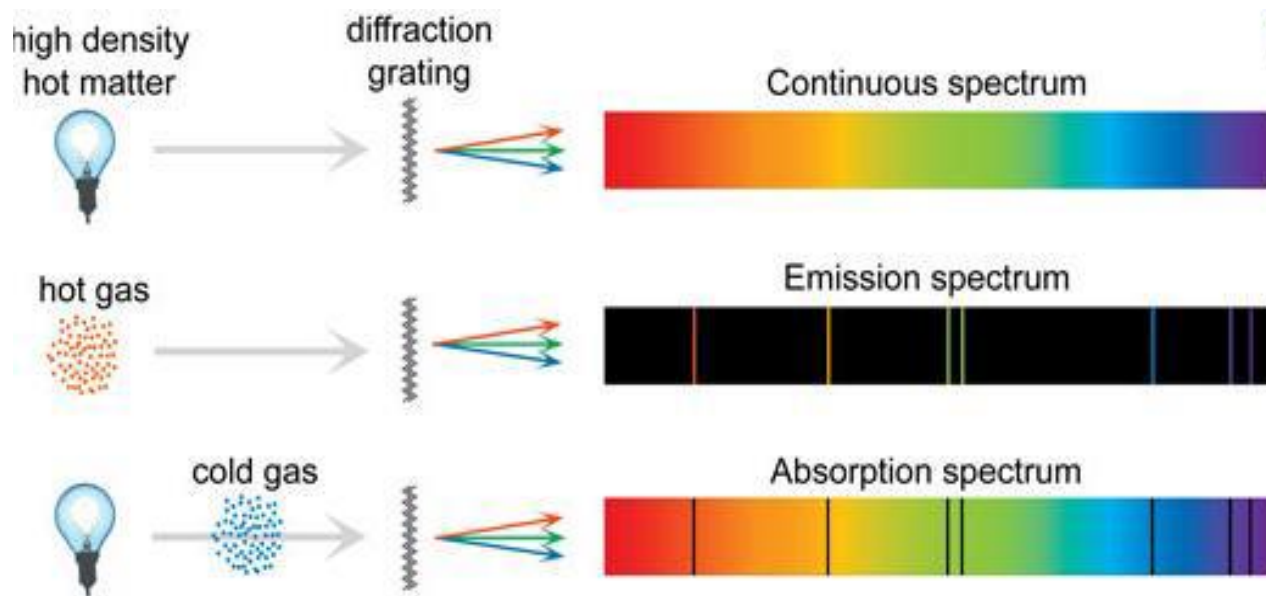 high density
hot matter
diffraction
grating
Continuous spectrum
hot gas
Emission spectrum
cold gas
Absorption spectrum